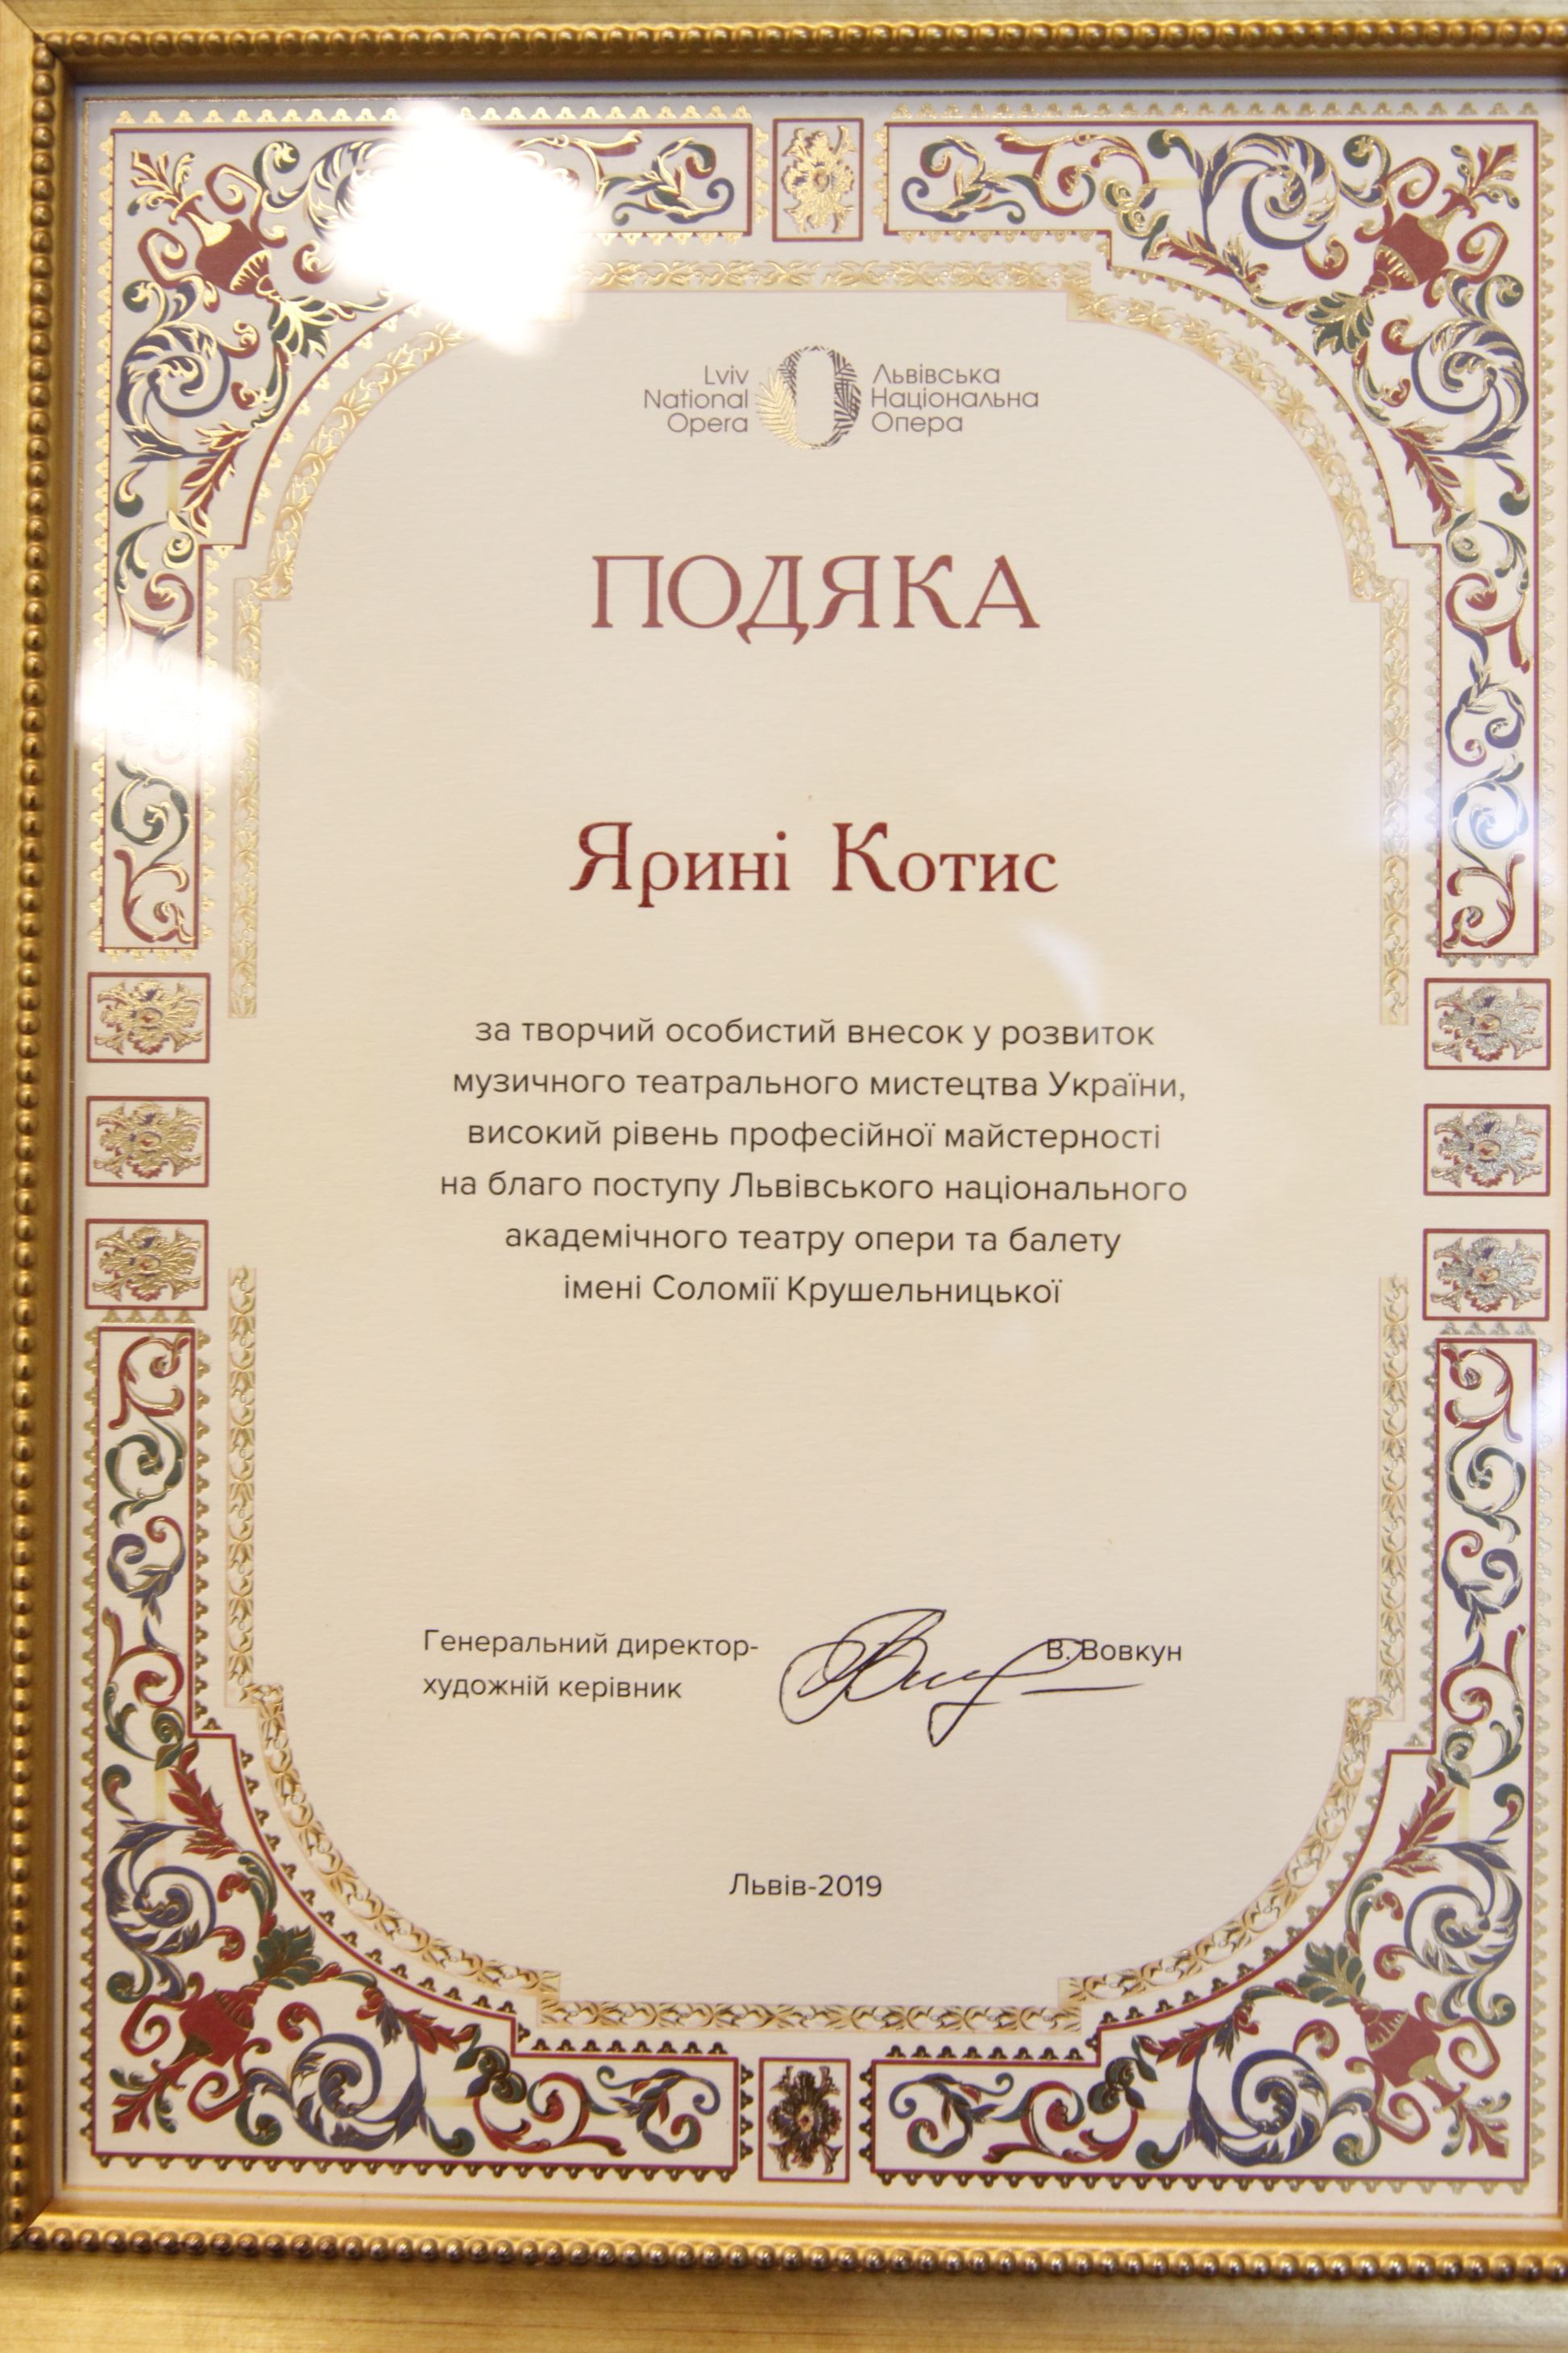 Lviv
National
Opera
Львівська
Національна
Опера
ПОДЯКА
Ярині Котис
за творчий особистий внесок у розвиток
музичного театрального мистецтва України,
високий рівень професійної майстерності
на благо поступу Львівського національного
академічного театру опери та балету
імені Соломії Крушельницької
Генеральний директор-
художній керівник
В. Вовкун
Львів-2019